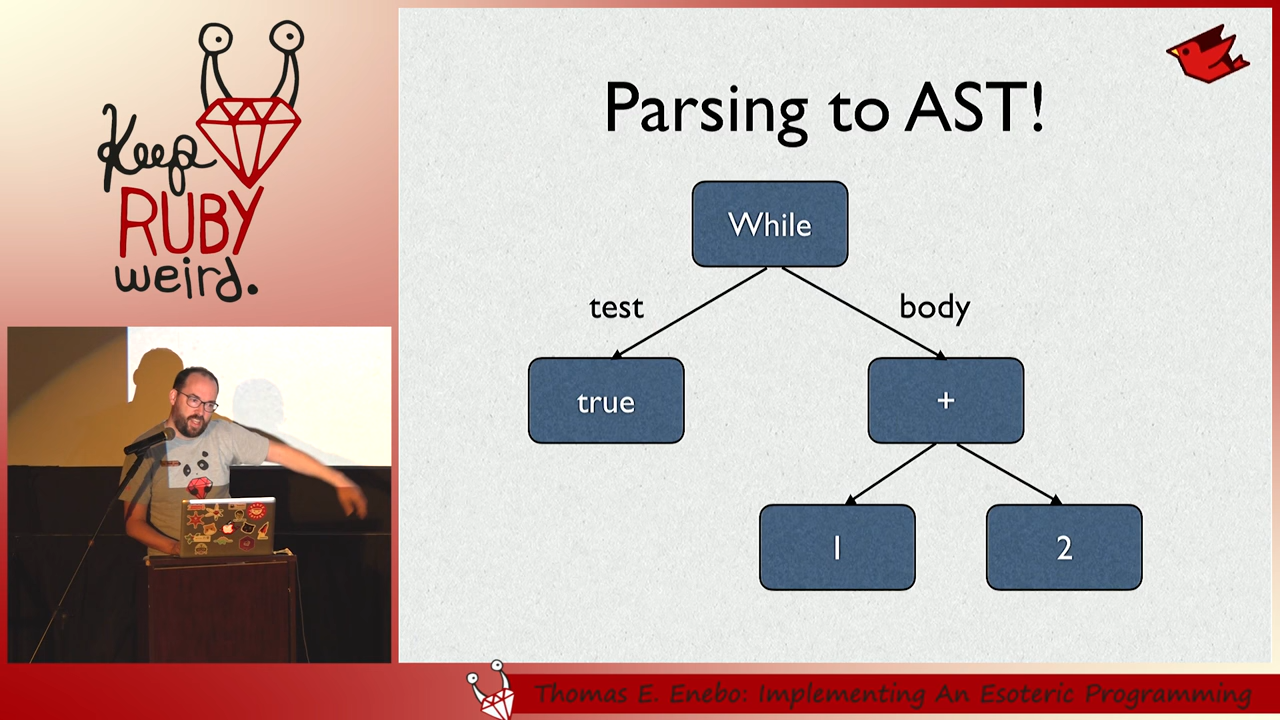 Keep
RUBY
weird.
Parsing to AST!
While
test
body
true
+
1
2
Thomas E. Enebo: Implementing An Esoteric Programming